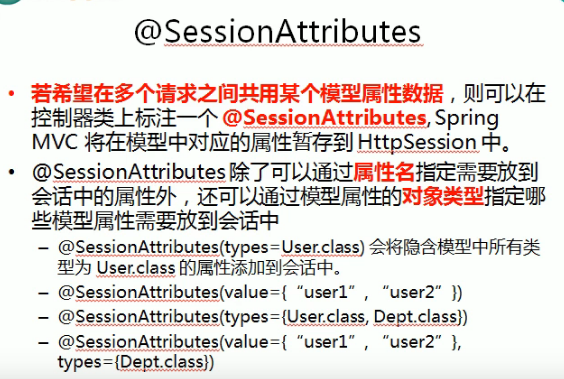 @SessionAttributes
• 若希望在多个请求之间共用某个模型属性数据，则可以在
控制器类上标注一个 @SessionAttributes, Spring
MVC 将在模型中对应的属性暂存到 HttpSession 中。
• @SessionAttributes 除了可以通过属性名指定需要放到
会话中的属性外，还可以通过模型属性的对象类型指定哪
些模型属性需要放到会话中
– @SessionAttributes(types=User.class) 会将隐含模型中所有类
型为 User.class 的属性添加到会话中。
– @SessionAttributes(value={“user1”, “user2”})
– @SessionAttributes(types={User.class, Dept.class})
– @SessionAttributes(value={“user1”, “user2”},
types={Dept.class})